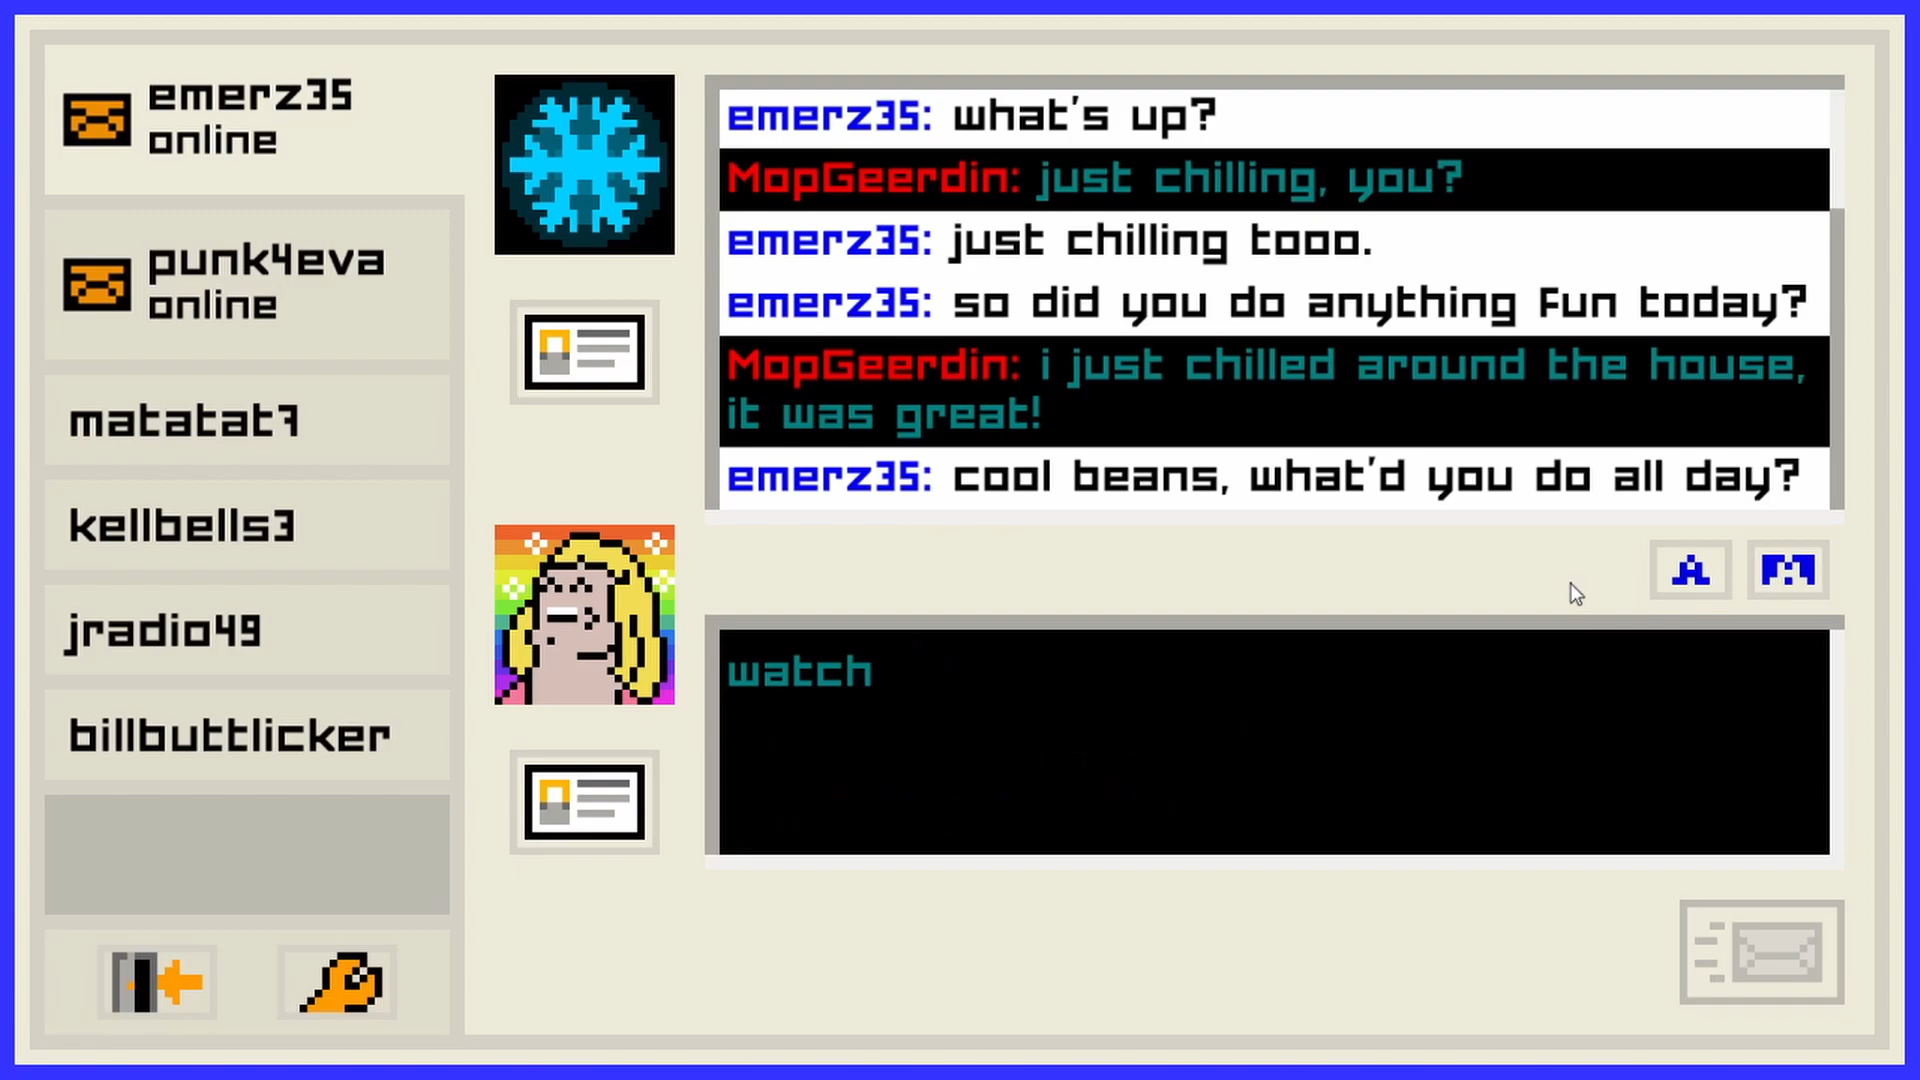 emerz35
online
punk4eva
online
matatat7
kellbells3
jradio49
billbuttlicker
emerz35: what's up?
MopGeerdin: just chilling, you?
emerz35: just chilling tooo.
emerz35: so did you do anything fun today?
MopGeerdin: i just chilled around the house,
it was great!
emerz35: cool beans, what'd you do all day?
A
watch